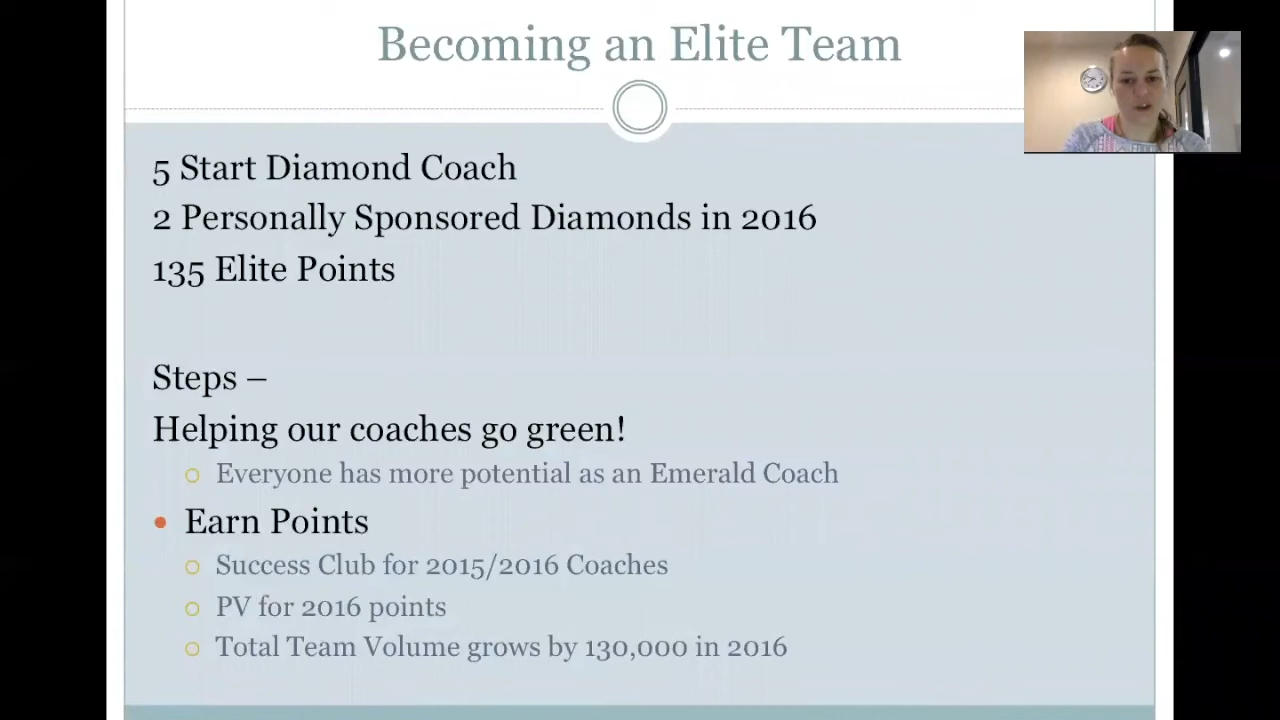 Becoming an Elite Team
5 Start Diamond Coach
2 Personally Sponsored Diamonds in 2016
135 Elite Points
Steps –
Helping our coaches go green!
Everyone has more potential as an Emerald Coach
Earn Points
Success Club for 2015/2016 Coaches
PV for 2016 points
Total Team Volume grows by 130,000 in 2016